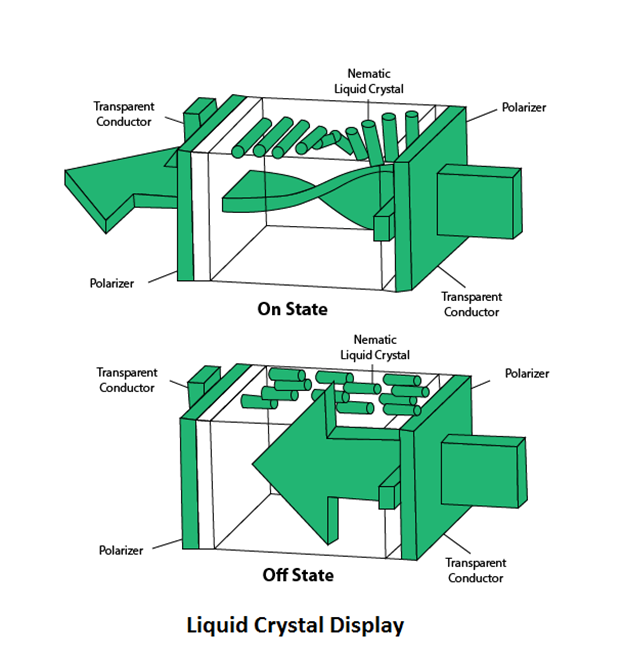 Nematic
Liquid Crystal
Transparent
Conductor
Polarizer
Polarizer
Transparent
Conductor
On State
Nematic
Liquid Crystal
Transparent
Conductor
Polarizer
Polarizer
Transparent
Conductor
Off State
Liquid Crystal Display